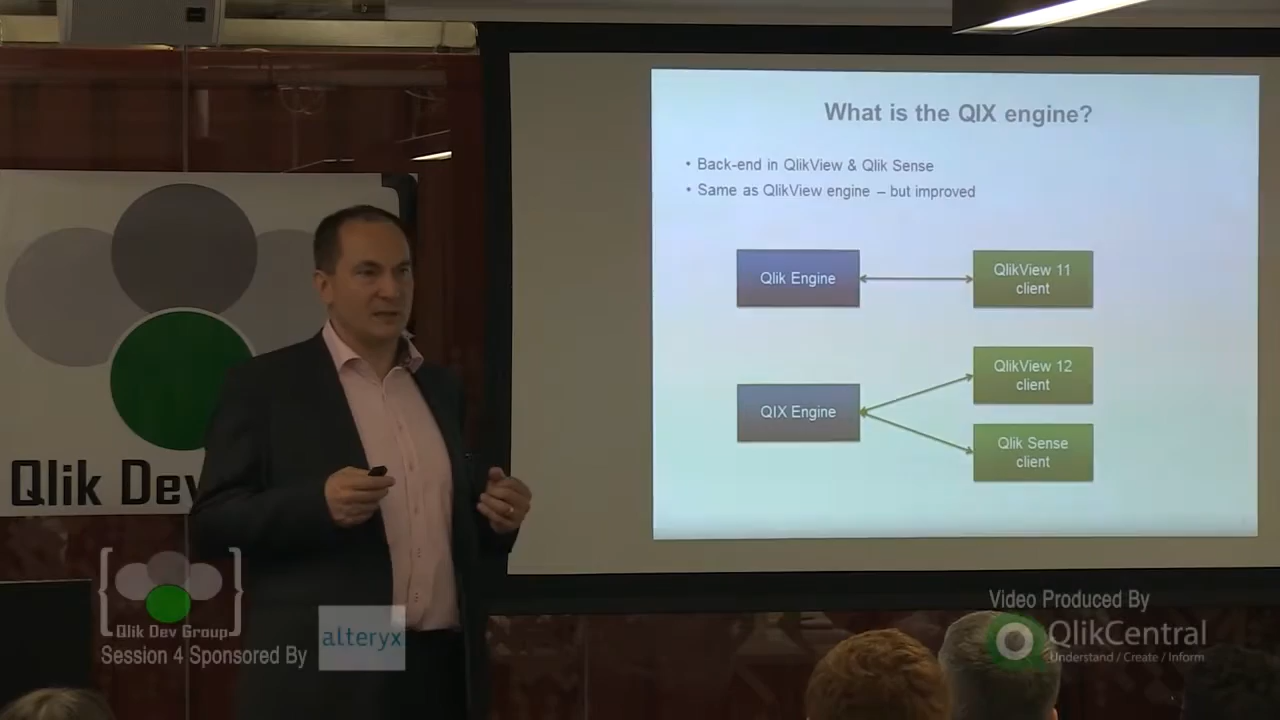 What is the QIX engine?
• Back-end in QlikView & Qlik Sense
• Same as QlikView engine – but improved
Qlik Engine
QlikView 11
client
QIX Engine
QlikView 12
client
Qlik Sense
client
Qlik Dev
Qlik Dev Group
Session 4 Sponsored By
alteryx
Video Produced By
QlikCentral
Understand / Create / Inform